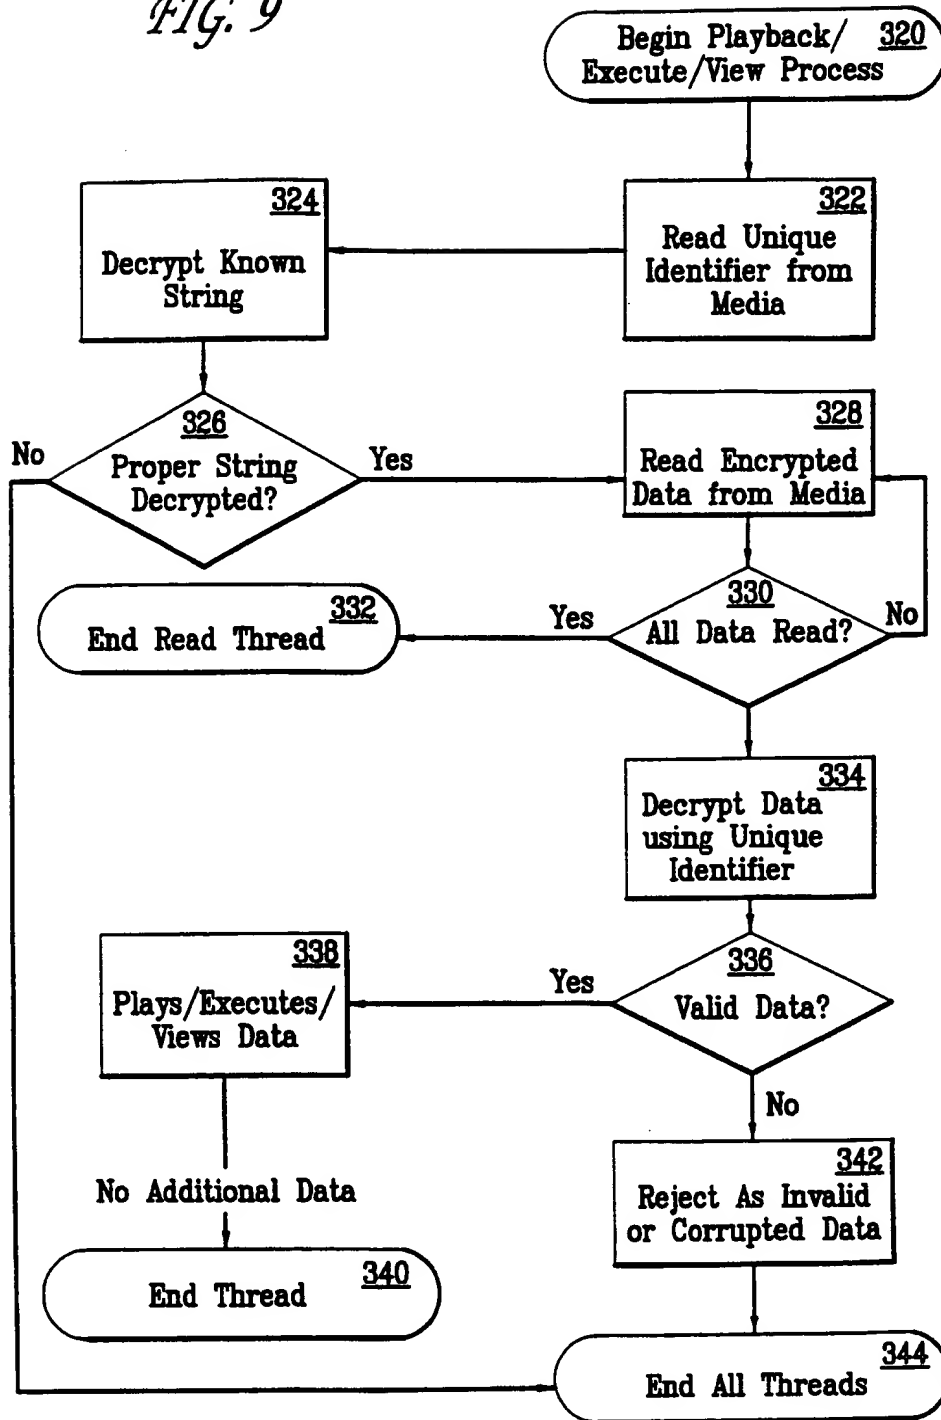 FIG. 9
Begin Playback/ 320
Execute/View Process
324
Decrypt Known
String
322
Read Unique
Identifier from
Media
326
Proper String
Decrypted?
No
Yes
328
Read Encrypted
Data from Media
330
All Data Read?
Yes
No
332
End Read Thread
334
Decrypt Data
using Unique
Identifier
336
Valid Data?
Yes
No
338
Plays/Executes/
Views Data
No Additional Data
340
End Thread
342
Reject As Invalid
or Corrupted Data
344
End All Threads